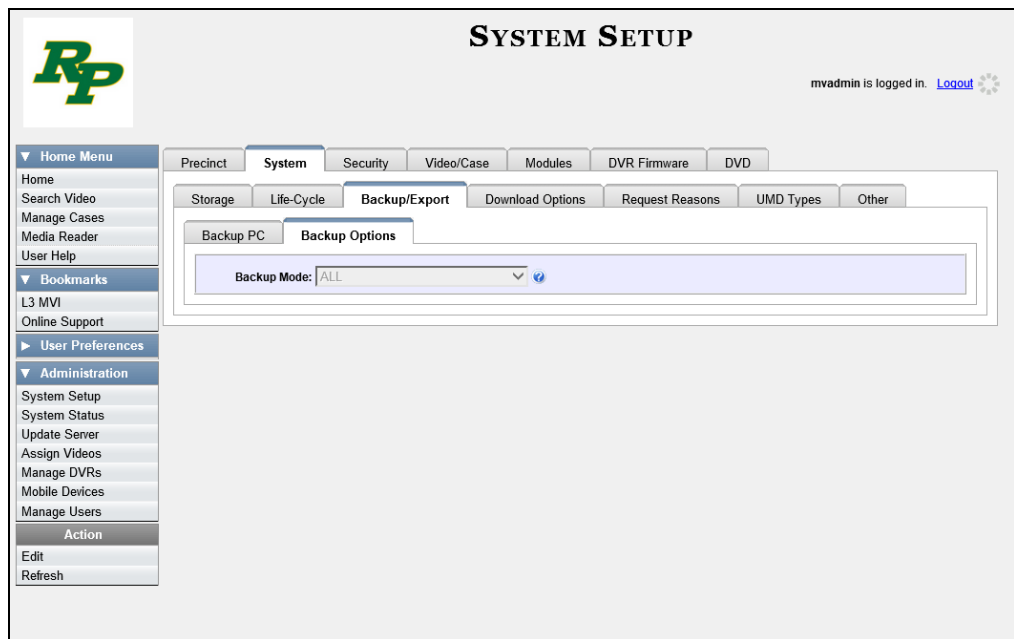 RP
SYSTEM SETUP
mvadmin is logged in. Logout
▼ Home Menu
Home
Search Video
Manage Cases
Media Reader
User Help
▼ Bookmarks
L3 MVI
Online Support
▶ User Preferences
▼ Administration
System Setup
System Status
Update Server
Assign Videos
Manage DVRs
Mobile Devices
Manage Users
Action
Edit
Refresh
Precinct System Security Video/Case Modules DVR Firmware DVD
Storage Life-Cycle Backup/Export Download Options Request Reasons UMD Types Other
Backup PC Backup Options
Backup Mode: ALL ?